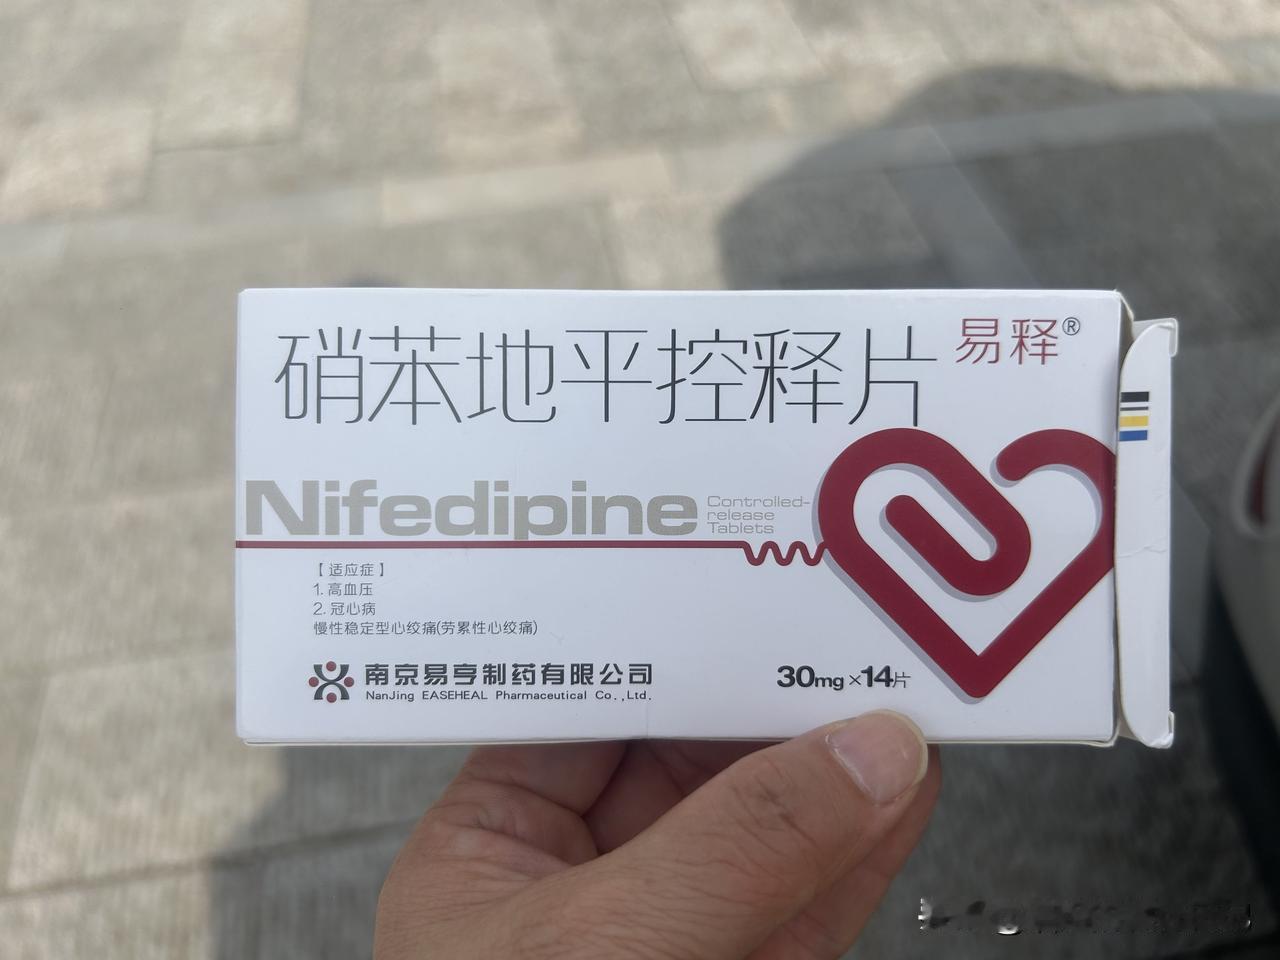 硝苯地平控释片
易释®
Nifedipine
Controlled-
release
Tablets
【适应症】
1. 高血压
2. 冠心病
慢性稳定型心绞痛(劳累性心绞痛)
南京易亨制药有限公司
NanJing EASEHEAL Pharmaceutical Co.,Ltd.
30mg×14片